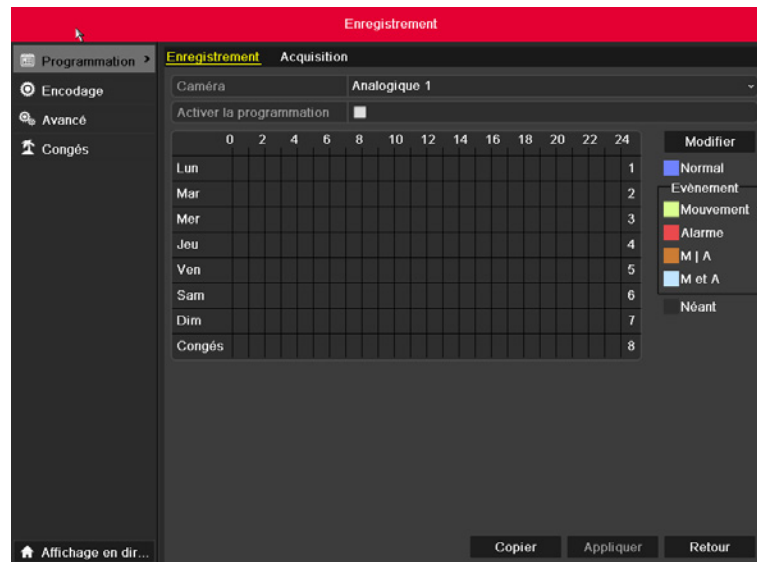 Enregistrement
Programmation >
Encodage
Avancé
Congés
Affichage en dir...
Enregistrement Acquisition
Caméra Analogique 1
Activer la programmation
0 2 4 6 8 10 12 14 16 18 20 22 24
Lun 1
Mar 2
Mer 3
Jeu 4
Ven 5
Sam 6
Dim 7
Congés 8
Modifier
Normal
Evènement
Mouvement
Alarme
M | A
M et A
Néant
Copier Appliquer Retour